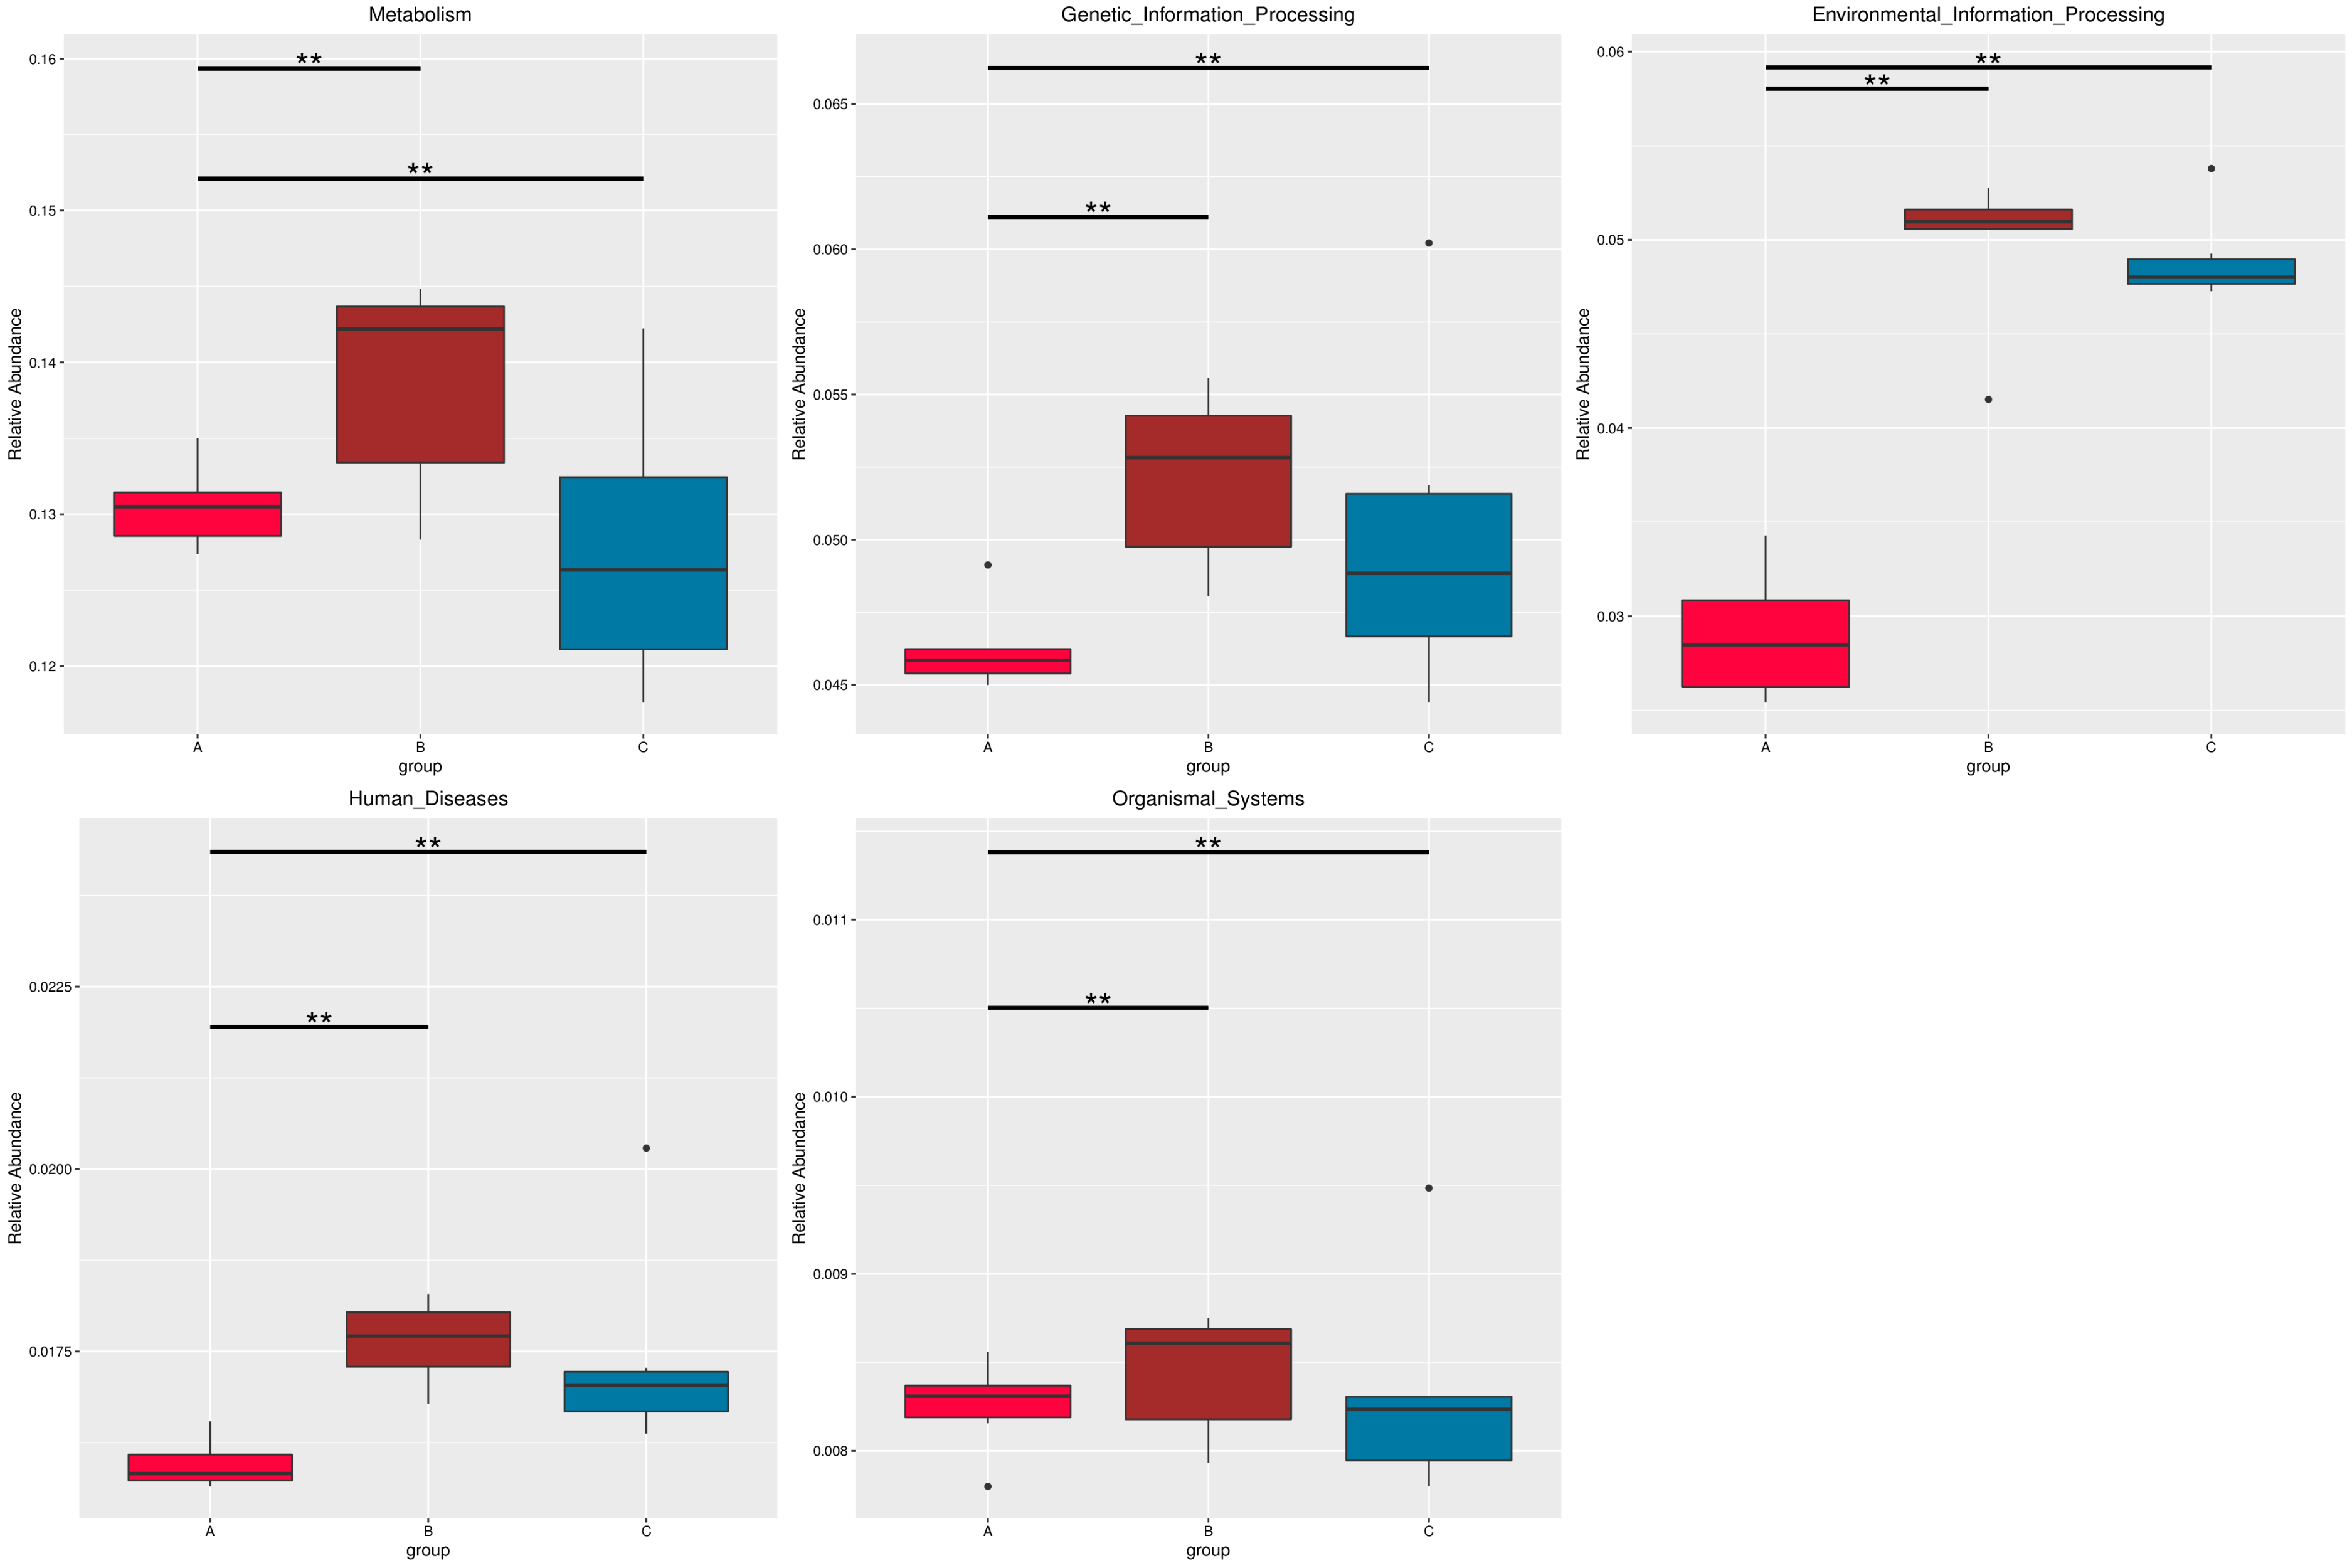 Metabolism
**
**
0.16
0.15
0.14
0.13
0.12
Relative Abundance
A B C
group
Genetic_Information_Processing
**
**
0.065
0.060
0.055
0.050
0.045
Relative Abundance
A B C
group
Environmental_Information_Processing
**
**
0.06
0.05
0.04
0.03
Relative Abundance
A B C
group
Human_Diseases
**
**
0.0225
0.0200
0.0175
Relative Abundance
A B C
group
Organismal_Systems
**
**
0.011
0.010
0.009
0.008
Relative Abundance
A B C
group